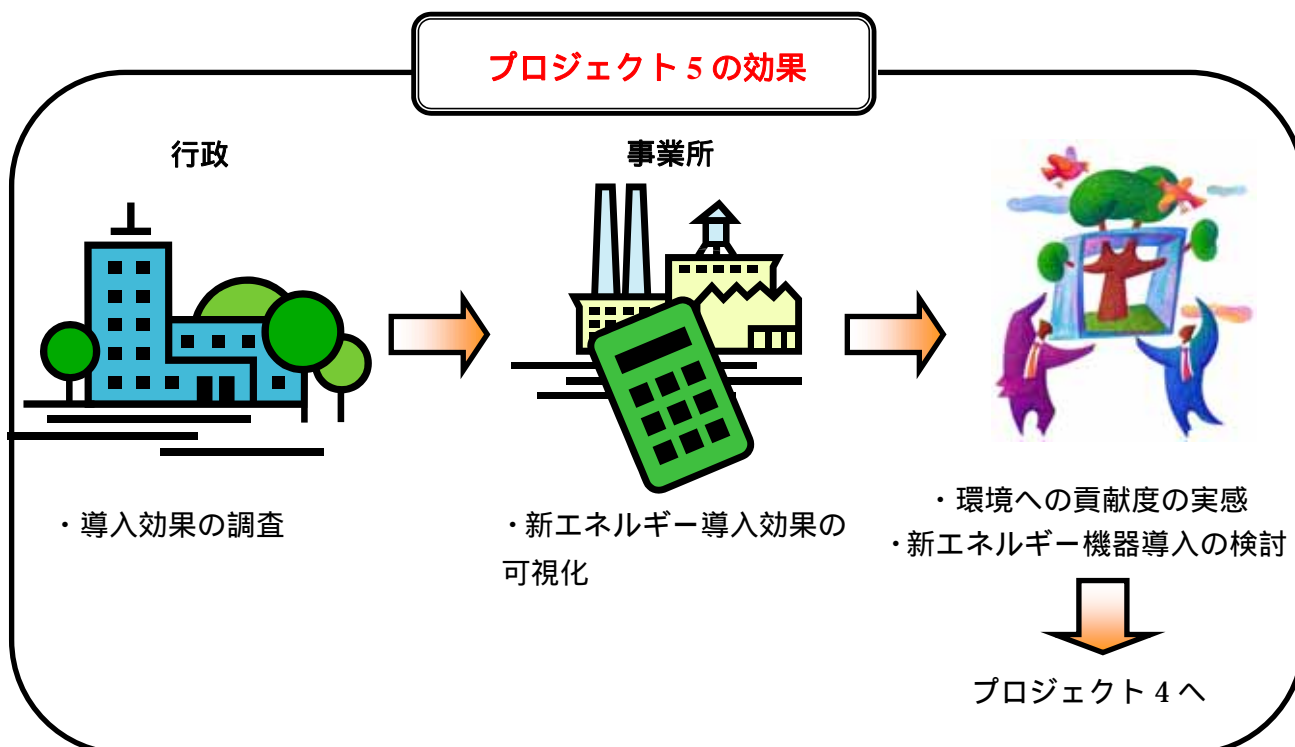 プロジェクト 5 の効果
行政
事業所
・導入効果の調査
・新エネルギー導入効果の
可視化
・環境への貢献度の実感
・新エネルギー機器導入の検討
プロジェクト 4 へ